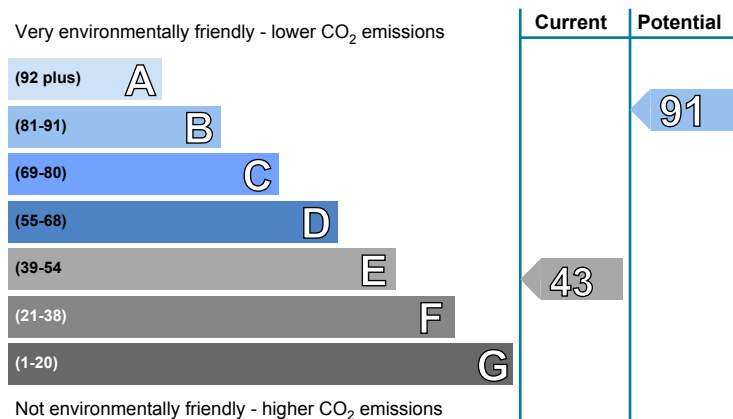 Current Potential
Very environmentally friendly - lower CO₂ emissions
(92 plus) A
91
(81-91) B
(69-80) C
(55-68) D
(39-54 E
43
(21-38) F
(1-20) G
Not environmentally friendly - higher CO₂ emissions